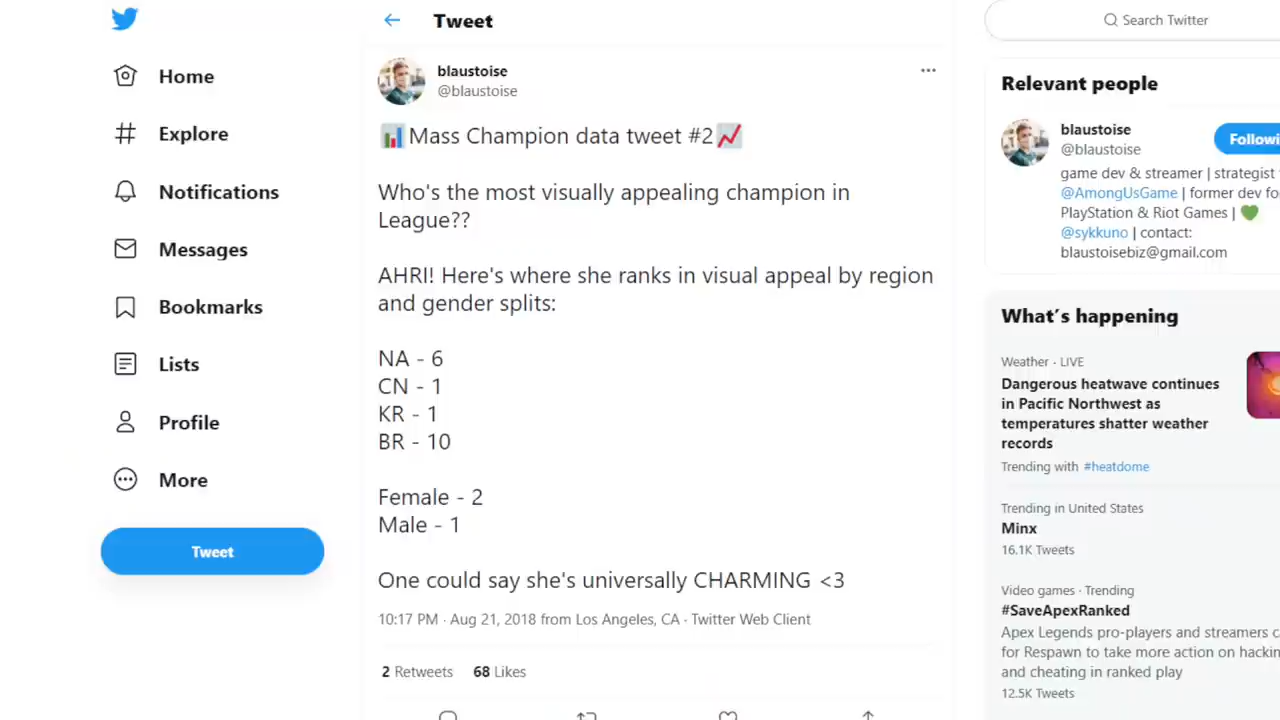 Home
Explore
Notifications
Messages
Bookmarks
Lists
Profile
More
Tweet
Tweet
blaustoise
@blaustoise
Mass Champion data tweet #2
Who's the most visually appealing champion in
League??
AHRI! Here's where she ranks in visual appeal by region
and gender splits:
NA - 6
CN - 1
KR - 1
BR - 10
Female - 2
Male - 1
One could say she's universally CHARMING <3
10:17 PM · Aug 21, 2018 from Los Angeles, CA · Twitter Web Client
2 Retweets 68 Likes
Search Twitter
Relevant people
blaustoise
@blaustoise
Followi
game dev & streamer | strategist
@AmongUsGame | former dev fo
PlayStation & Riot Games | 💚
@sykkuno | contact:
blaustoisebiz@gmail.com
What's happening
Weather · LIVE
Dangerous heatwave continues
in Pacific Northwest as
temperatures shatter weather
records
Trending with #heatdome
Trending in United States
Minx
16.1K Tweets
Video games · Trending
#SaveApexRanked
Apex Legends pro-players and streamers c
for Respawn to take more action on hackin
and cheating in ranked play
12.5K Tweets